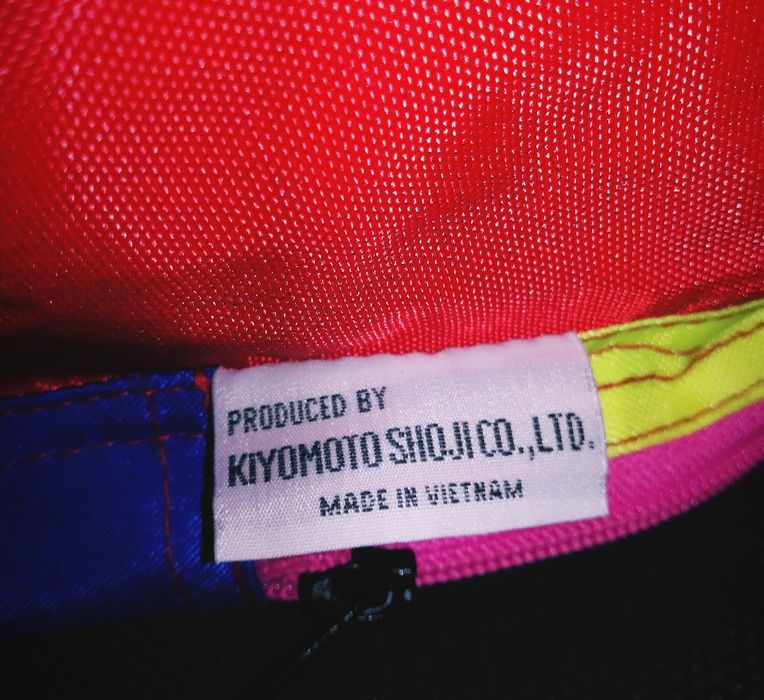 PRODUCED BY
KIYOMOTO SHOJI CO.,LTD.
MADE IN VIETNAM